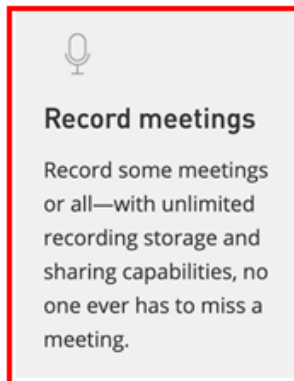 Record meetings
Record some meetings
or all—with unlimited
recording storage and
sharing capabilities, no
one ever has to miss a
meeting.